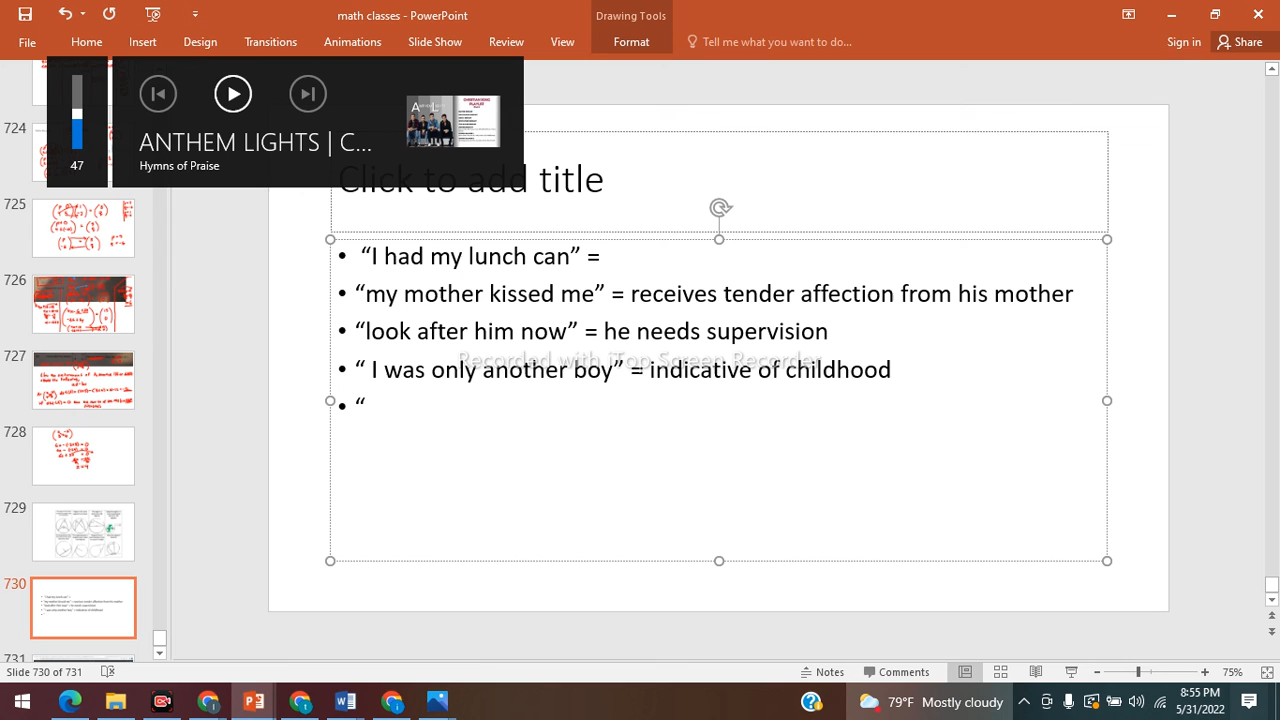 math classes - PowerPoint
Drawing Tools
File
Home
Insert
Design
Transitions
Animations
Slide Show
Review
View
Format
Tell me what you want to do...
Sign in
Share
47
ANTHEM LIGHTS | C...
Hymns of Praise
Click to add title
• “I had my lunch can” =
• “my mother kissed me” = receives tender affection from his mother
• “look after him now” = he needs supervision
• “ I was only another boy” = indicative of childhood
• “
Recorded with iTop Screen Recorder
724
725
726
727
728
729
730
731
Slide 730 of 731
Notes
Comments
75%
79°F Mostly cloudy
8:55 PM
5/31/2022